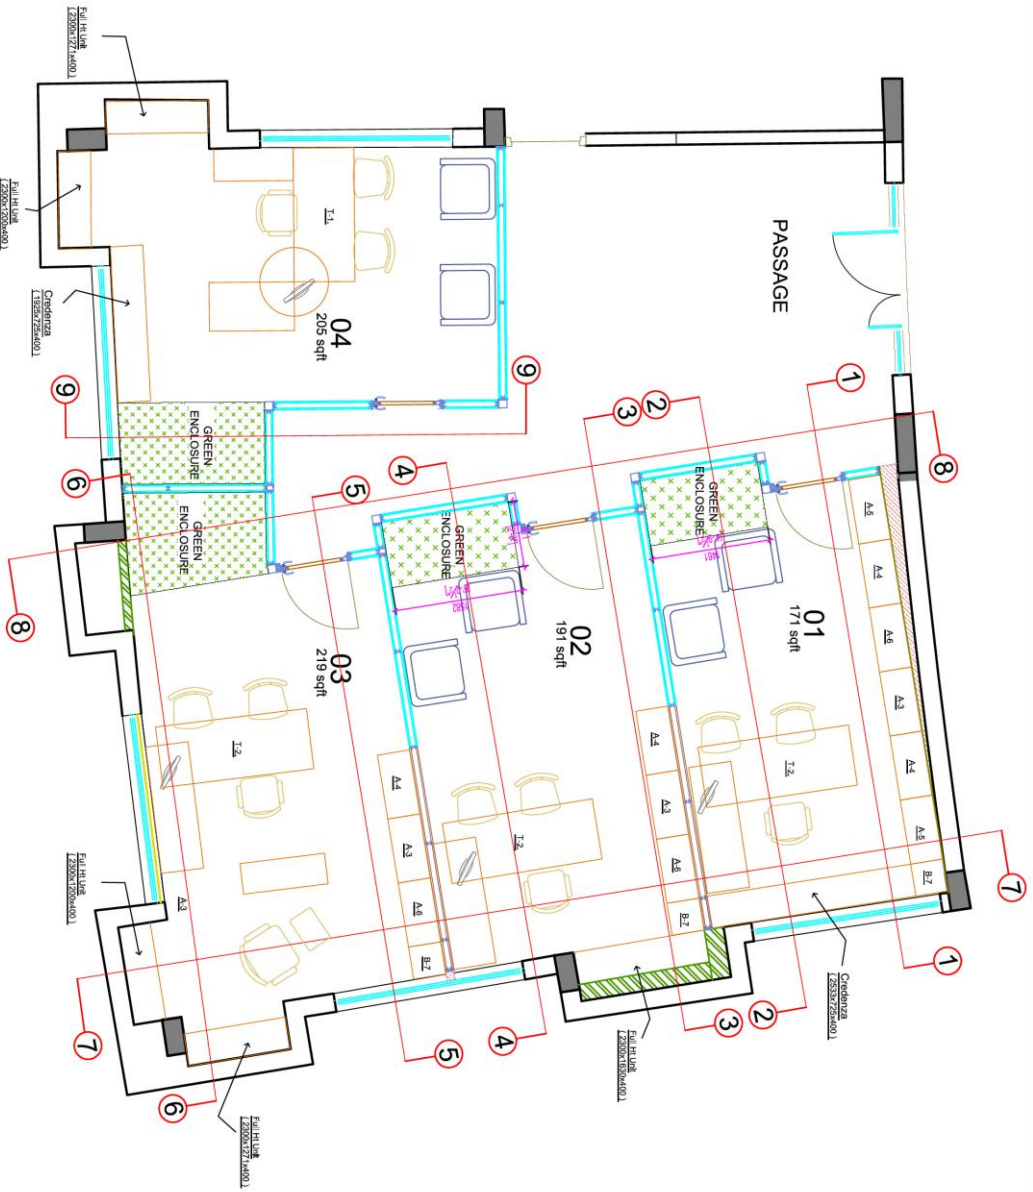 Full Ht Unit
(2300x1271x400)
Full Ht Unit
(2300x1200x400)
Credenza
(1925x725x400)
PASSAGE
T-1.
04
205 sqft
9
9
GREEN
ENCLOSURE
GREEN
ENCLOSURE
6
8
8
1
2
3
4
5
GREEN
ENCLOSURE
GREEN
ENCLOSURE
01
171 sqft
02
191 sqft
03
219 sqft
A-5
A-4
A-6
A-3
A-4
A-5
B-7
T-2.
A-4
A-3
A-6
B-7
T-2.
A-4
A-3
A-6
B-7
T-2.
A-3
7
7
1
2
3
4
5
6
Credenza
(2533x725x400)
Full Ht Unit
(2300x1630x400)
Full Ht Unit
(2300x1200x400)
Full Ht Unit
(2300x1271x400)